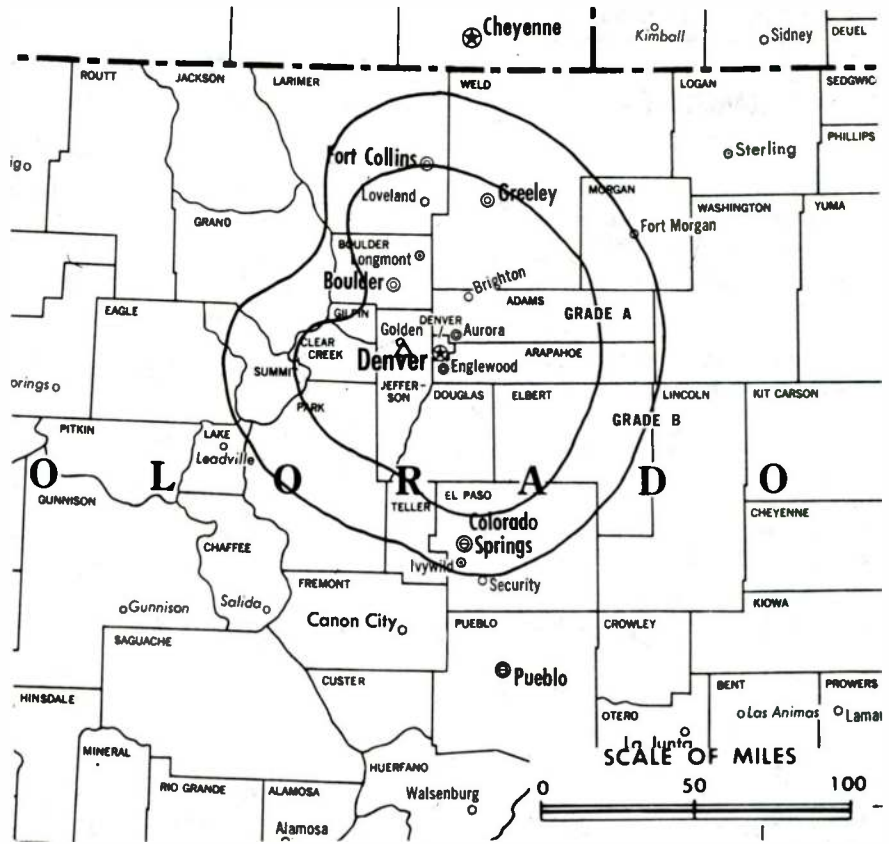 Cheyenne
Kimball
Sidney
DEUEL
ROUTT
JACKSON
LARIMER
WELD
LOGAN
SEDGWIC
PHILLIPS
Fort Collins
Sterling
Loveland
Greeley
MORGAN
WASHINGTON
YUMA
GRAND
Fort Morgan
BOULDER
Longmont
Boulder
Brighton
EAGLE
ADAMS
GILPIN
GRADE A
DENVER
Golden
Aurora
CLEAR
CREEK
Denver
ARAPAHOE
Englewood
SUMMIT
JEFFER-
SON
DOUGLAS
ELBERT
LINCOLN
KIT CARSON
orings
PARK
GRADE B
PITKIN
LAKE
Leadville
O L O R A D O
GUNNISON
EL PASO
TELLER
CHEYENNE
Colorado
Springs
CHAFFEE
Ivywild
Security
FREMONT
KIOWA
Gunnison
Salida
Canon City
PUEBLO
CROWLEY
SAGUACHE
CUSTER
Pueblo
BENT
PROWERS
HINSDALE
OTERO
Las Animas
Lamar
La Junta
MINERAL
SCALE OF MILES
HUERFANO
0 50 100
RIO GRANDE
ALAMOSA
Walsenburg
Alamosa